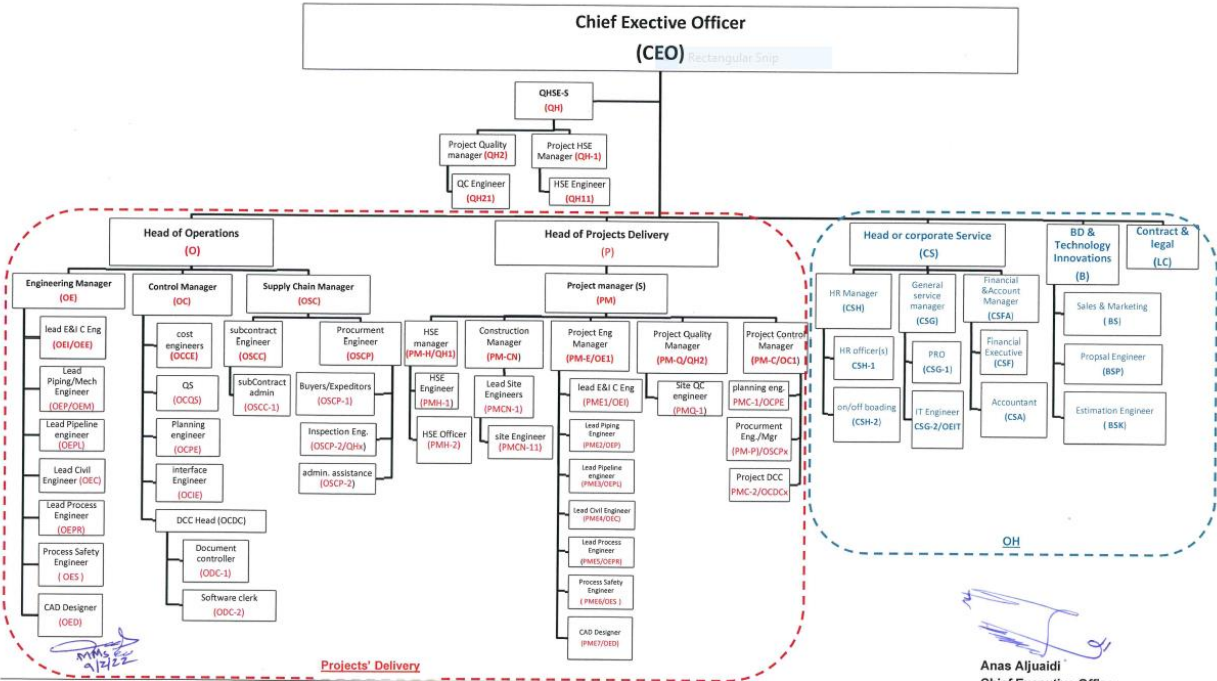 Chief Exective Officer
(CEO)
Rectangular Snip
QHSE-S
(QH)
Project Quality
manager (QH2)
Project HSE
Manager (QH-1)
QC Engineer
(QH21)
HSE Engineer
(QH11)
Head of Operations
(O)
Head of Projects Delivery
(P)
Head or corporate Service
(CS)
BD &
Technology
Innovations
(B)
Contract &
legal
(LC)
Engineering Manager
(OE)
Control Manager
(OC)
Supply Chain Manager
(OSC)
Project manager (S)
(PM)
HR Manager
(CSH)
General
service
manager
(CSG)
Financial
&Account
Manager
(CSFA)
lead E&I C Eng
(OEI/OEE)
Lead
Piping/Mech
Engineer
(OEP/OEM)
Lead Pipeline
engineer
(OEPL)
Lead Civil
Engineer (OEC)
Lead Process
Engineer
(OEPR)
Process Safety
Engineer
( OES )
CAD Designer
(OED)
cost
engineers
(OCCE)
QS
(OCQS)
Planning
engineer
(OCPE)
interface
Engineer
(OCIE)
DCC Head (OCDC)
Document
controller
(ODC-1)
Software clerk
(ODC-2)
subcontract
Engineer
(OSCC)
subContract
admin
(OSCC-1)
Procurment
Engineer
(OSCP)
Buyers/Expeditors
(OSCP-1)
Inspection Eng.
(OSCP-2/QHx)
admin. assistance
(OSCP-2)
HSE
manager
(PM-H/QH1)
HSE
Engineer
(PMH-1)
HSE Officer
(PMH-2)
Construction
Manager
(PM-CN)
Lead Site
Engineers
(PMCN-1)
site Engineer
(PMCN-11)
Project Eng
Manager
(PM-E/OE1)
lead E&I C Eng
(PME1/OEI)
Lead Piping
Engineer
(PME2/OEP)
Lead Pipeline
engineer
(PME3/OEPL)
Lead Civil Engineer
(PME4/OEC)
Lead Process
Engineer
(PME5/OEPR)
Process Safety
Engineer
( PME6/OES )
CAD Designer
(PME7/OED)
Project Quality
Manager
(PM-Q/QH2)
Site QC
engineer
(PMQ-1)
Project Control
Manager
(PM-C/OC1)
planning eng.
PMC-1/OCPE
Procurment
Eng./Mgr
(PM-P)/OSCPx
Project DCC
PMC-2/OCDCx
HR officer(s)
CSH-1
on/off boading
(CSH-2)
PRO
(CSG-1)
IT Engineer
CSG-2/OEIT
Financial
Executive
(CSF)
Accountant
(CSA)
Sales & Marketing
( BS)
Propsal Engineer
(BSP)
Estimation Engineer
( BSK)
OH
Projects' Delivery
9/2/22
Anas Aljuaidi
Chief Executive Officer